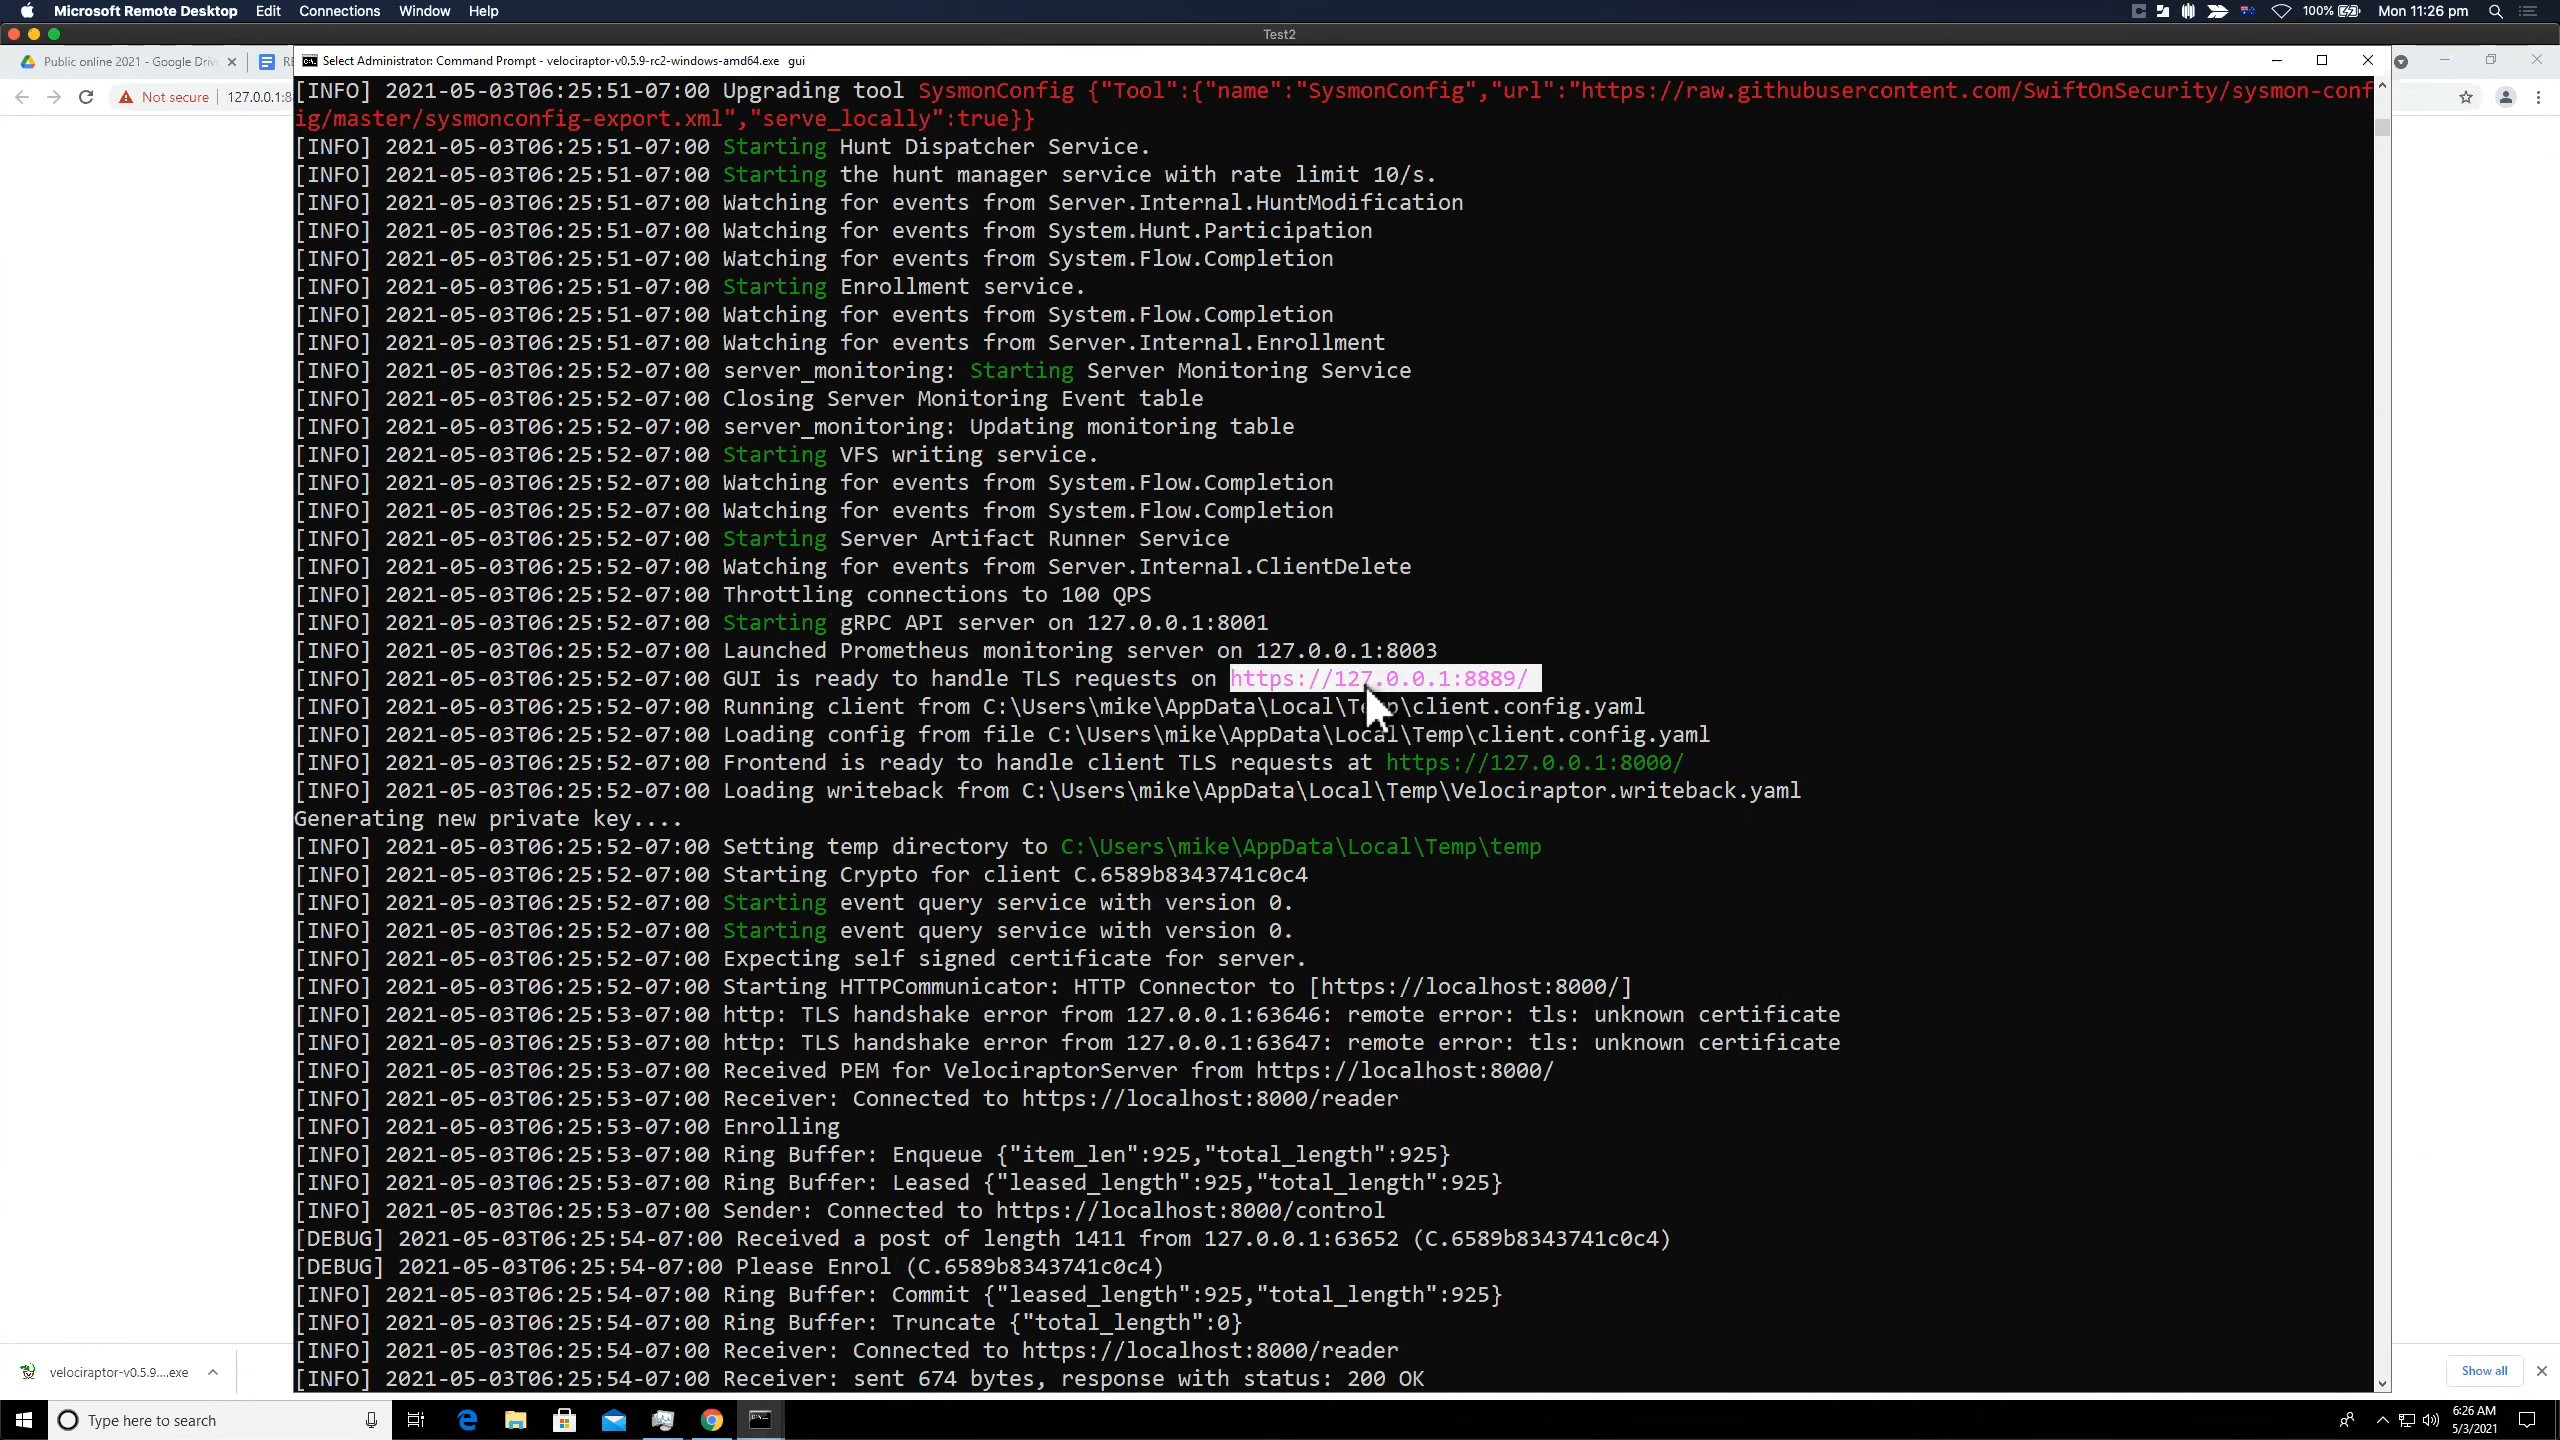 Microsoft Remote Desktop Edit Connections Window Help 100% Mon 11:26 pm
Test2
Public online 2021 - Google Driv
Select Administrator: Command Prompt - velociraptor-v0.5.9-rc2-windows-amd64.exe gui
Not secure 127.0.0.1:8
[INFO] 2021-05-03T06:25:51-07:00 Upgrading tool SysmonConfig {"Tool":{"name":"SysmonConfig","url":"https://raw.githubusercontent.com/SwiftOnSecurity/sysmon-conf
ig/master/sysmonconfig-export.xml","serve_locally":true}}
[INFO] 2021-05-03T06:25:51-07:00 Starting Hunt Dispatcher Service.
[INFO] 2021-05-03T06:25:51-07:00 Starting the hunt manager service with rate limit 10/s.
[INFO] 2021-05-03T06:25:51-07:00 Watching for events from Server.Internal.HuntModification
[INFO] 2021-05-03T06:25:51-07:00 Watching for events from System.Hunt.Participation
[INFO] 2021-05-03T06:25:51-07:00 Watching for events from System.Flow.Completion
[INFO] 2021-05-03T06:25:51-07:00 Starting Enrollment service.
[INFO] 2021-05-03T06:25:51-07:00 Watching for events from System.Flow.Completion
[INFO] 2021-05-03T06:25:51-07:00 Watching for events from Server.Internal.Enrollment
[INFO] 2021-05-03T06:25:52-07:00 server_monitoring: Starting Server Monitoring Service
[INFO] 2021-05-03T06:25:52-07:00 Closing Server Monitoring Event table
[INFO] 2021-05-03T06:25:52-07:00 server_monitoring: Updating monitoring table
[INFO] 2021-05-03T06:25:52-07:00 Starting VFS writing service.
[INFO] 2021-05-03T06:25:52-07:00 Watching for events from System.Flow.Completion
[INFO] 2021-05-03T06:25:52-07:00 Watching for events from System.Flow.Completion
[INFO] 2021-05-03T06:25:52-07:00 Starting Server Artifact Runner Service
[INFO] 2021-05-03T06:25:52-07:00 Watching for events from Server.Internal.ClientDelete
[INFO] 2021-05-03T06:25:52-07:00 Throttling connections to 100 QPS
[INFO] 2021-05-03T06:25:52-07:00 Starting gRPC API server on 127.0.0.1:8001
[INFO] 2021-05-03T06:25:52-07:00 Launched Prometheus monitoring server on 127.0.0.1:8003
[INFO] 2021-05-03T06:25:52-07:00 GUI is ready to handle TLS requests on https://127.0.0.1:8889/
[INFO] 2021-05-03T06:25:52-07:00 Running client from C:\Users\mike\AppData\Local\Temp\client.config.yaml
[INFO] 2021-05-03T06:25:52-07:00 Loading config from file C:\Users\mike\AppData\Local\Temp\client.config.yaml
[INFO] 2021-05-03T06:25:52-07:00 Frontend is ready to handle client TLS requests at https://127.0.0.1:8000/
[INFO] 2021-05-03T06:25:52-07:00 Loading writeback from C:\Users\mike\AppData\Local\Temp\Velociraptor.writeback.yaml
Generating new private key....
[INFO] 2021-05-03T06:25:52-07:00 Setting temp directory to C:\Users\mike\AppData\Local\Temp\temp
[INFO] 2021-05-03T06:25:52-07:00 Starting Crypto for client C.6589b8343741c0c4
[INFO] 2021-05-03T06:25:52-07:00 Starting event query service with version 0.
[INFO] 2021-05-03T06:25:52-07:00 Starting event query service with version 0.
[INFO] 2021-05-03T06:25:52-07:00 Expecting self signed certificate for server.
[INFO] 2021-05-03T06:25:52-07:00 Starting HTTPCommunicator: HTTP Connector to [https://localhost:8000/]
[INFO] 2021-05-03T06:25:53-07:00 http: TLS handshake error from 127.0.0.1:63646: remote error: tls: unknown certificate
[INFO] 2021-05-03T06:25:53-07:00 http: TLS handshake error from 127.0.0.1:63647: remote error: tls: unknown certificate
[INFO] 2021-05-03T06:25:53-07:00 Received PEM for VelociraptorServer from https://localhost:8000/
[INFO] 2021-05-03T06:25:53-07:00 Receiver: Connected to https://localhost:8000/reader
[INFO] 2021-05-03T06:25:53-07:00 Enrolling
[INFO] 2021-05-03T06:25:53-07:00 Ring Buffer: Enqueue {"item_len":925,"total_length":925}
[INFO] 2021-05-03T06:25:53-07:00 Ring Buffer: Leased {"leased_length":925,"total_length":925}
[INFO] 2021-05-03T06:25:53-07:00 Sender: Connected to https://localhost:8000/control
[DEBUG] 2021-05-03T06:25:54-07:00 Received a post of length 1411 from 127.0.0.1:63652 (C.6589b8343741c0c4)
[DEBUG] 2021-05-03T06:25:54-07:00 Please Enrol (C.6589b8343741c0c4)
[INFO] 2021-05-03T06:25:54-07:00 Ring Buffer: Commit {"leased_length":925,"total_length":925}
[INFO] 2021-05-03T06:25:54-07:00 Ring Buffer: Truncate {"total_length":0}
[INFO] 2021-05-03T06:25:54-07:00 Receiver: Connected to https://localhost:8000/reader
[INFO] 2021-05-03T06:25:54-07:00 Receiver: sent 674 bytes, response with status: 200 OK
velociraptor-v0.5.9....exe Show all
Type here to search
6:26 AM
5/3/2021